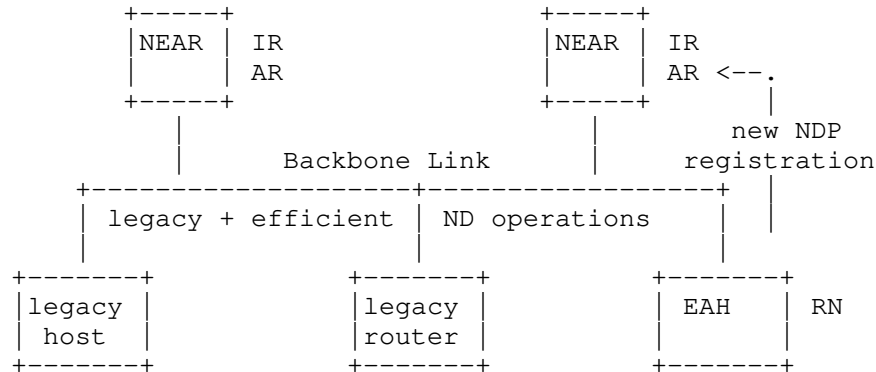 NEAR IR NEAR IR
AR AR <--.
new NDP
Backbone Link registration
legacy + efficient ND operations
legacy legacy EAH RN
host router